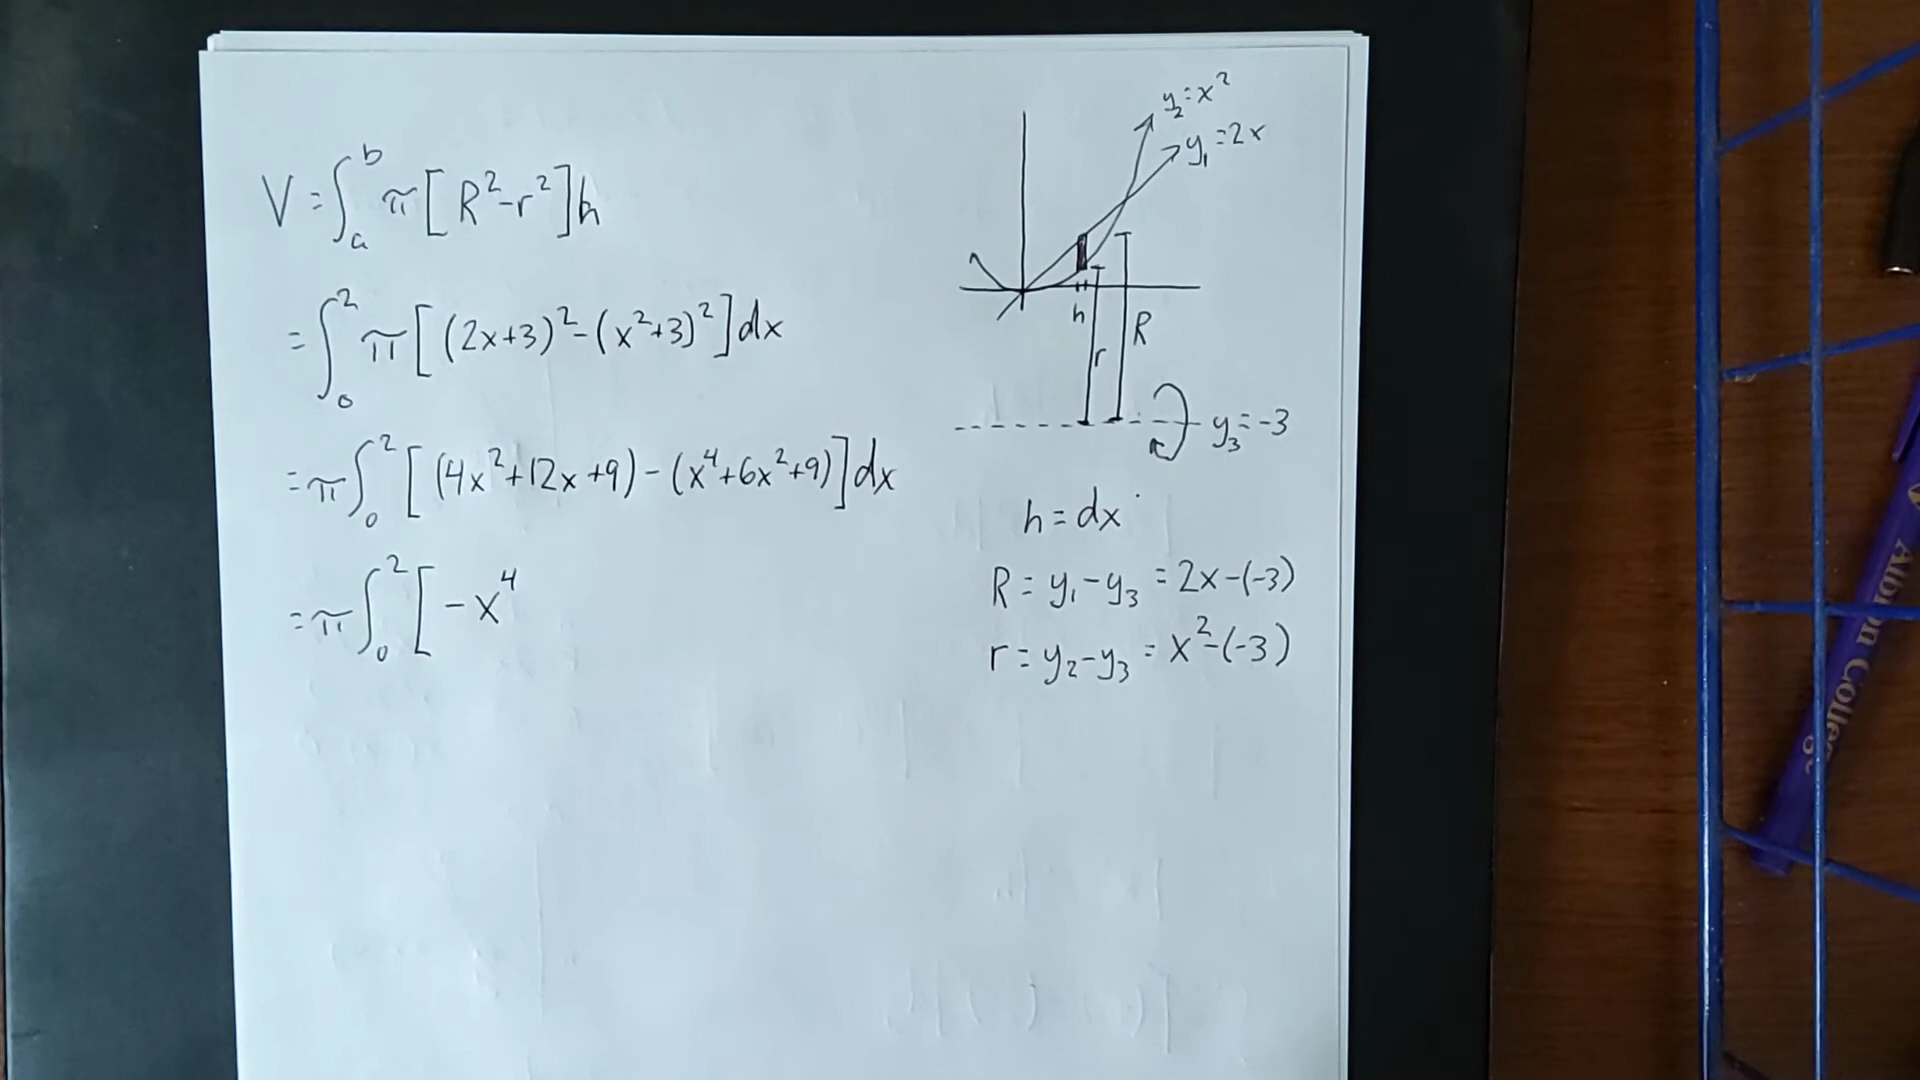 V = ∫_a^b π[R²-r²]h
= ∫_0^2 π[(2x+3)²-(x²+3)²]dx
= π∫_0^2 [(4x²+12x+9)-(x⁴+6x²+9)]dx
= π∫_0^2 [-x⁴
y₂=x²
y₁=2x
h
r
R
y₃=-3
h=dx
R = y₁-y₃ = 2x-(-3)
r = y₂-y₃ = x²-(-3)
Albion College